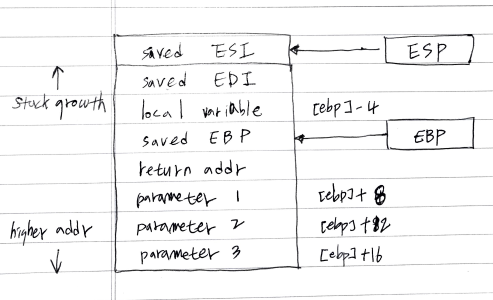 saved ESI ESP
saved EDI
stack growth
local variable [ebp]-4
saved EBP EBP
return addr
parameter 1 [ebp]+8
higher addr parameter 2 [ebp]+12
parameter 3 [ebp]+16